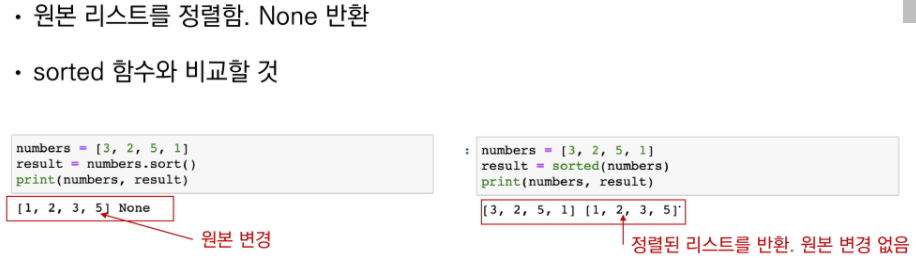 • 원본 리스트를 정렬함. None 반환
• sorted 함수와 비교할 것
numbers = [3, 2, 5, 1]
result = numbers.sort()
print(numbers, result)
[1, 2, 3, 5] None
원본 변경
: numbers = [3, 2, 5, 1]
result = sorted(numbers)
print(numbers, result)
[3, 2, 5, 1] [1, 2, 3, 5]
정렬된 리스트를 반환. 원본 변경 없음